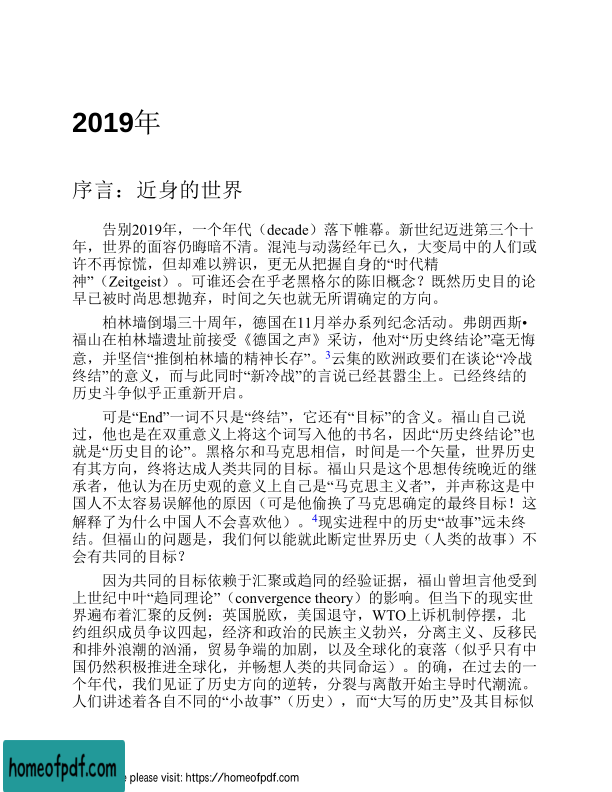 2019年
序言：近身的世界
告别2019年，一个年代（decade）落下帷幕。新世纪迈进第三个十
年，世界的面容仍晦暗不清。混沌与动荡经年已久，大变局中的人们或
许不再惊慌，但却难以辨识，更无从把握自身的“时代精
神”（Zeitgeist）。可谁还会在乎老黑格尔的陈旧概念？既然历史目的论
早已被时尚思想抛弃，时间之矢也就无所谓确定的方向。
柏林墙倒塌三十周年，德国在11月举办系列纪念活动。弗朗西斯•
福山在柏林墙遗址前接受《德国之声》采访，他对“历史终结论”毫无悔
意，并坚信“推倒柏林墙的精神长存”。3云集的欧洲政要们在谈论“冷战
终结”的意义，而与此同时“新冷战”的言说已经甚嚣尘上。已经终结的
历史斗争似乎正重新开启。
可是“End”一词不只是“终结”，它还有“目标”的含义。福山自己说
过，他也是在双重意义上将这个词写入他的书名，因此“历史终结论”也
就是“历史目的论”。黑格尔和马克思相信，时间是一个矢量，世界历史
有其方向，终将达成人类共同的目标。福山只是这个思想传统晚近的继
承者，他认为在历史观的意义上自己是“马克思主义者”，并声称这是中
国人不太容易误解他的原因（可是他偷换了马克思确定的最终目标！这
解释了为什么中国人不会喜欢他）。4现实进程中的历史“故事”远未终
结。但福山的问题是，我们何以能就此断定世界历史（人类的故事）不
会有共同的目标？
因为共同的目标依赖于汇聚或趋同的经验证据，福山曾坦言他受到
上世纪中叶“趋同理论”（convergence theory）的影响。但当下的现实世
界遍布着汇聚的反例：英国脱欧，美国退守，WTO上诉机制停摆，北
约组织成员争议四起，经济和政治的民族主义勃兴，分离主义、反移民
和排外浪潮的汹涌，贸易争端的加剧，以及全球化的衰落（似乎只有中
国仍然积极推进全球化，并畅想人类的共同命运）。的确，在过去的一
个年代，我们见证了历史方向的逆转，分裂与离散开始主导时代潮流。
人们讲述着各自不同的“小故事”（历史），而“大写的历史”及其目标似
homeofpdf.com
e please visit: https://homeofpdf.com